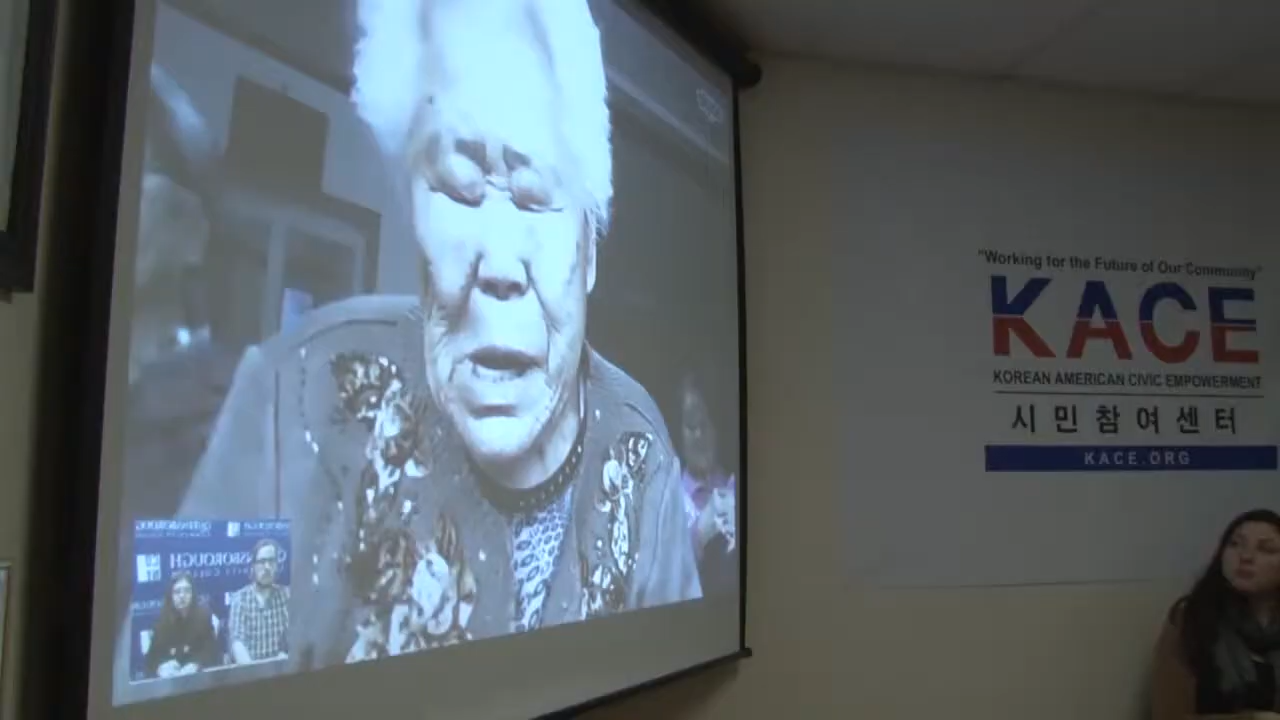 "Working for the Future of Our Community"
KACE
KOREAN AMERICAN CIVIC EMPOWERMENT
시민참여센터
KACE.ORG